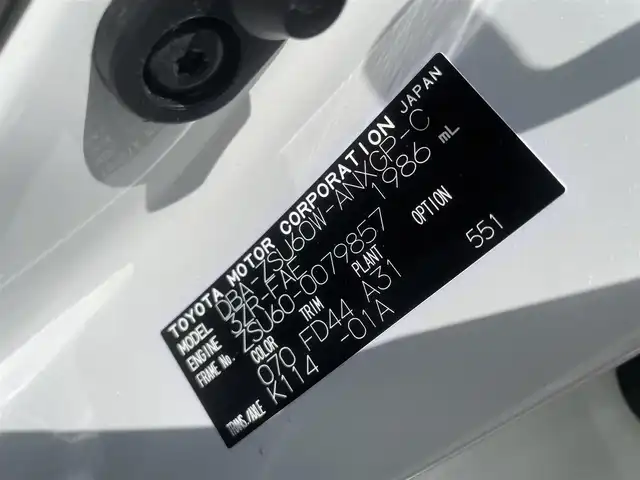 TOYOTA MOTOR CORPORATION JAPAN
MODEL DBA-ZSU60W-ANXGP-C
ENGINE 3ZR-FAE 1986 mL
FRAME No. ZSU60-0079857
COLOR TRIM PLANT OPTION
070 FD44 A31 551
TRANS./AXLE K114 -01A